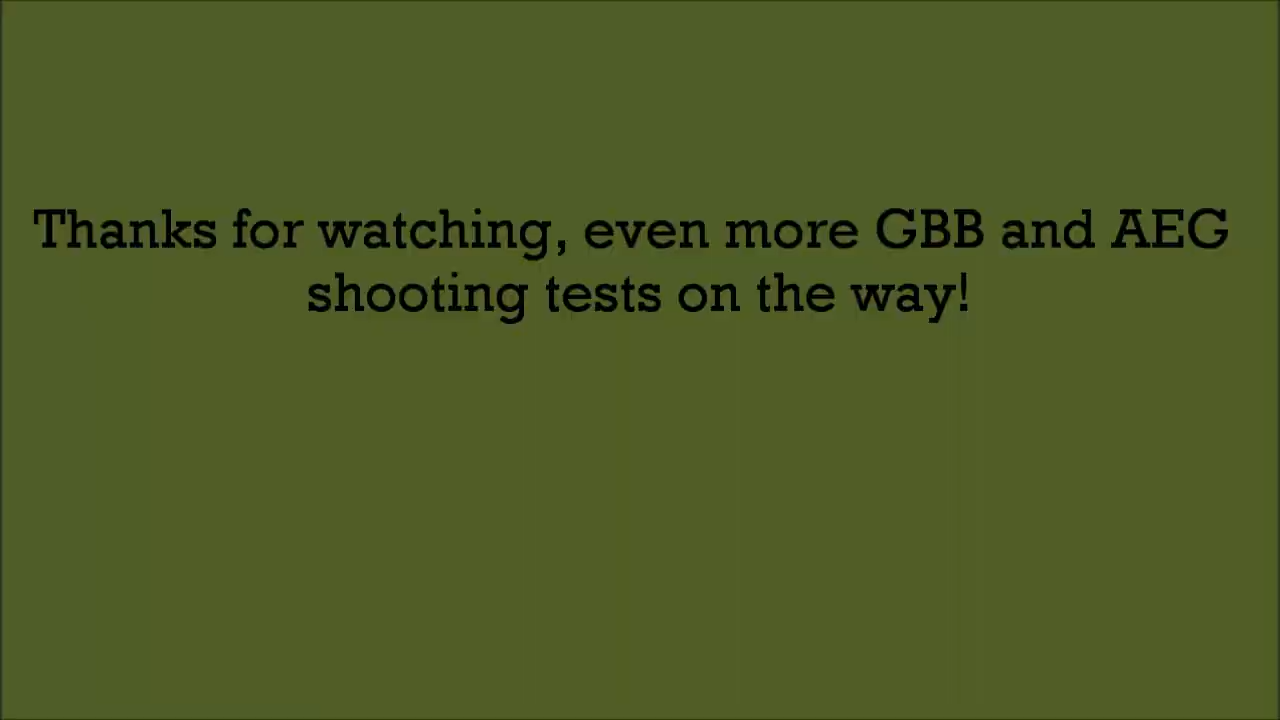 Thanks for watching, even more GBB and AEG
shooting tests on the way!